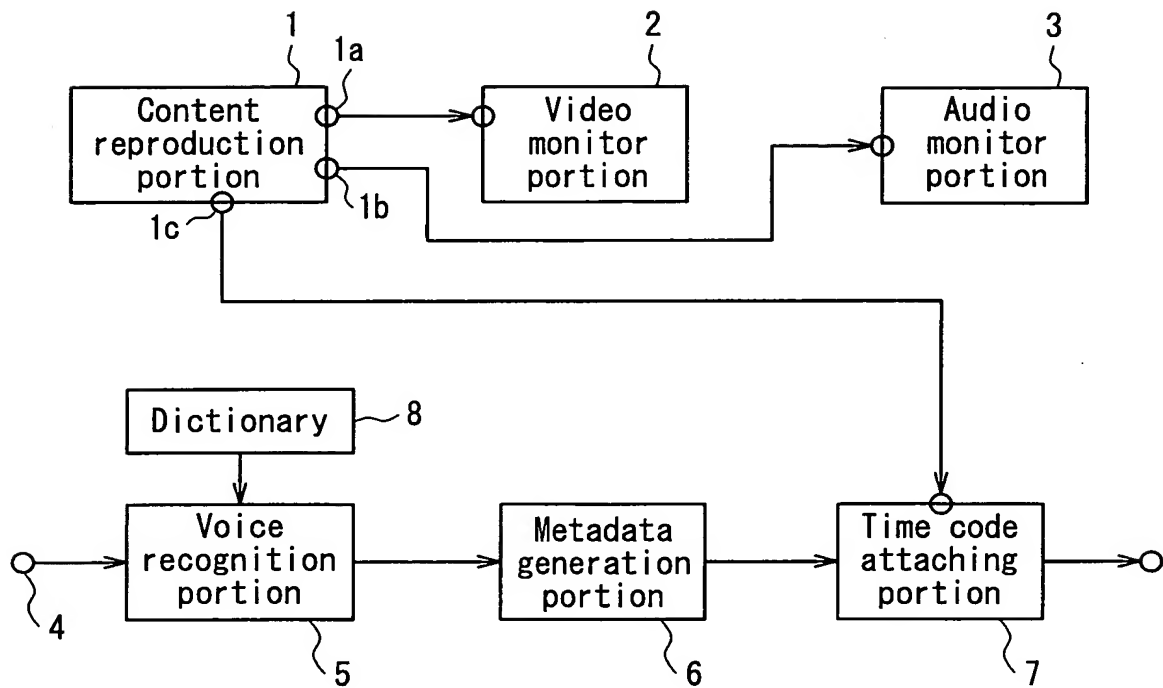 1
1a
2
3
Content
reproduction
portion
Video
monitor
portion
Audio
monitor
portion
1b
1c
Dictionary
8
Voice
recognition
portion
Metadata
generation
portion
Time code
attaching
portion
4
5
6
7